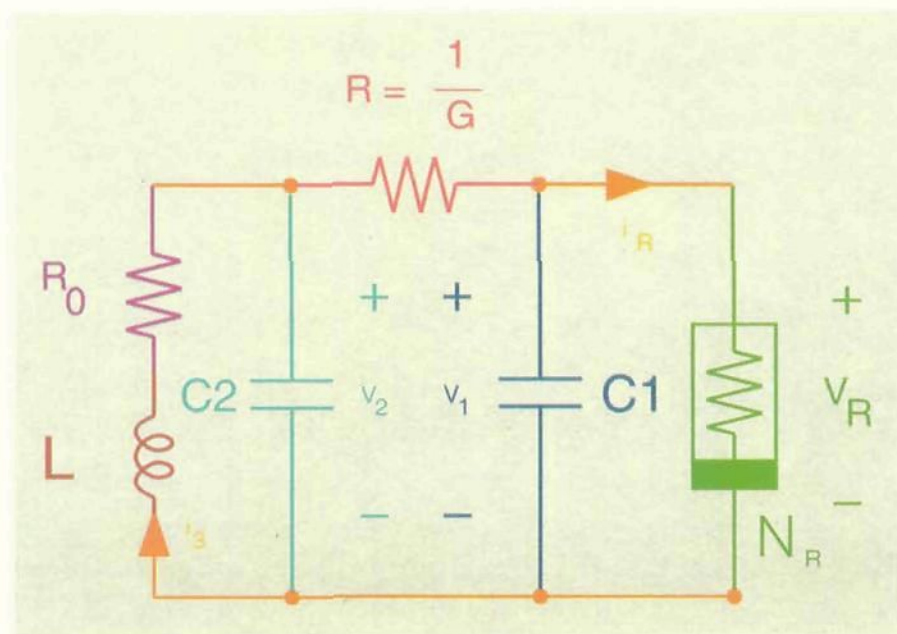 R = 1/G
R0
C2
+
+
V2
V1
C1
+
VR
L
i3
iR
−
−
−
NR